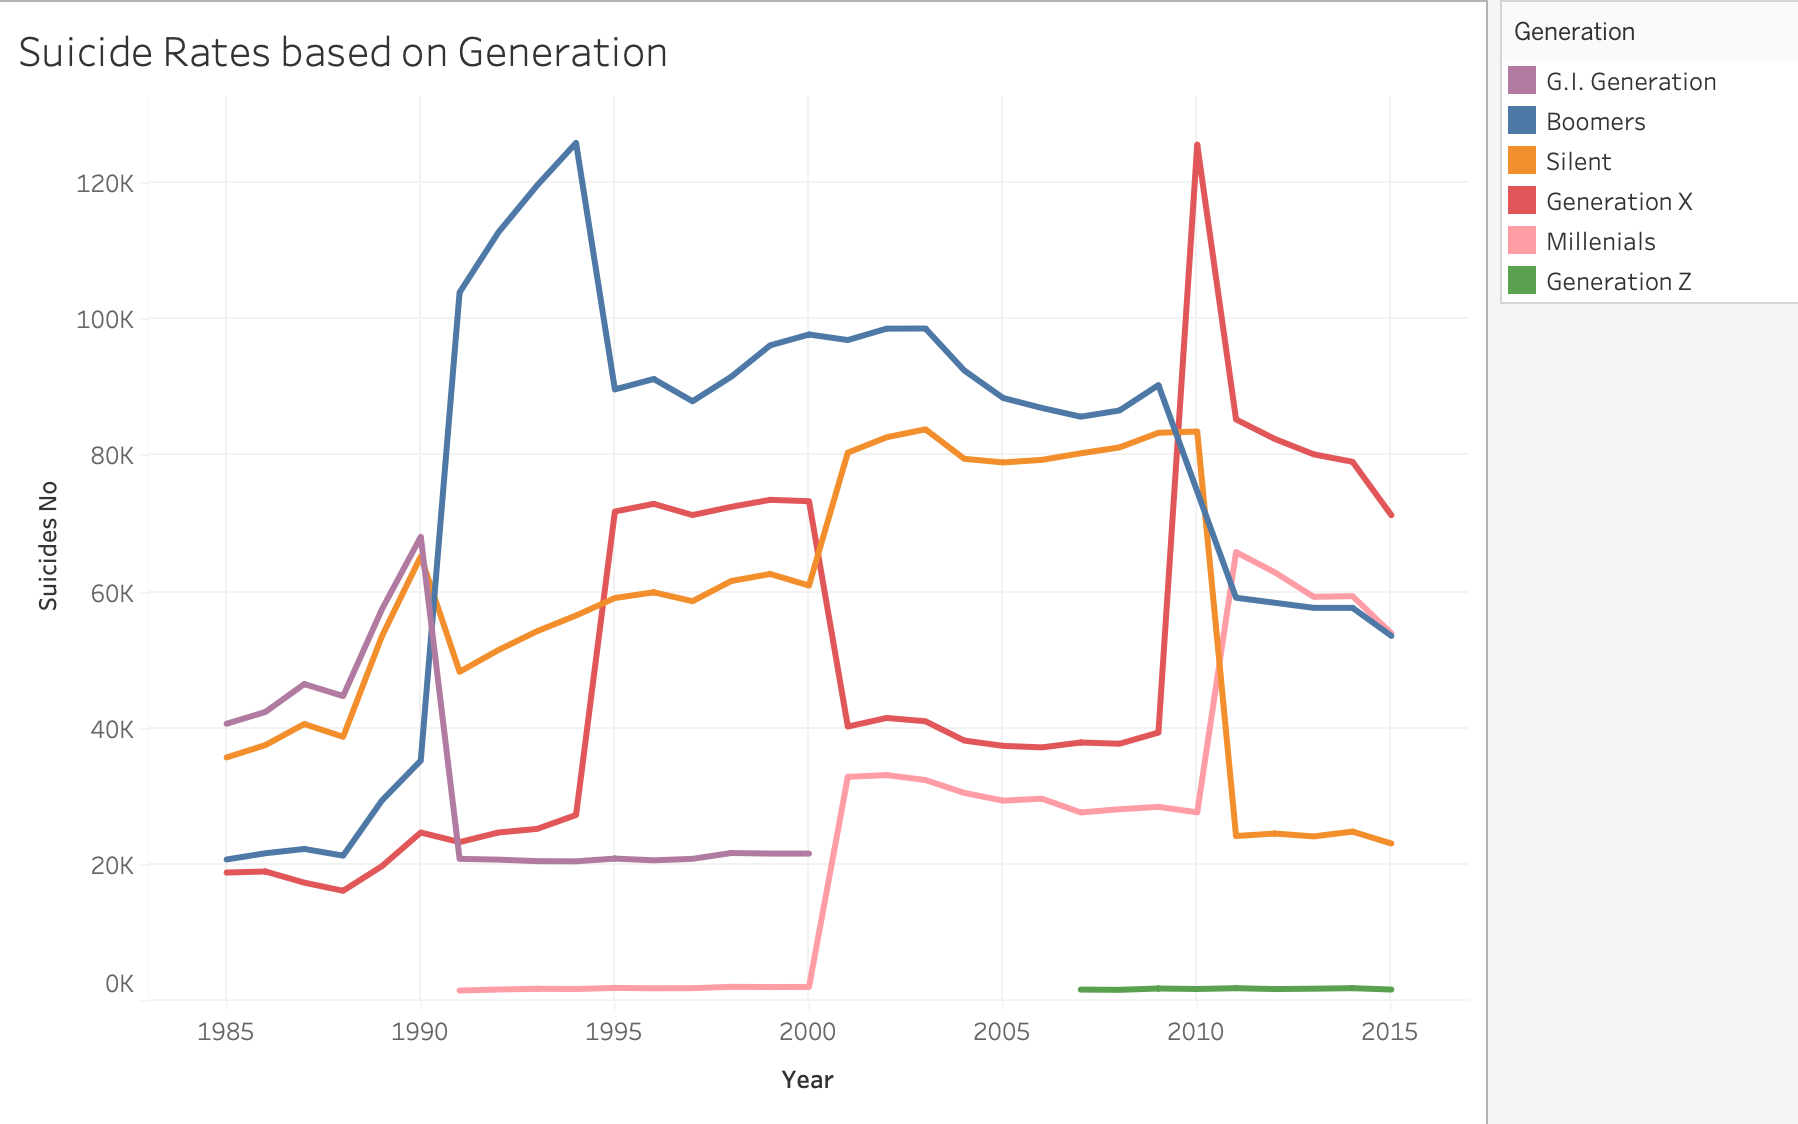 Suicide Rates based on Generation
Generation
G.I. Generation
Boomers
Silent
Generation X
Millenials
Generation Z
Suicides No
120K
100K
80K
60K
40K
20K
0K
1985 1990 1995 2000 2005 2010 2015
Year